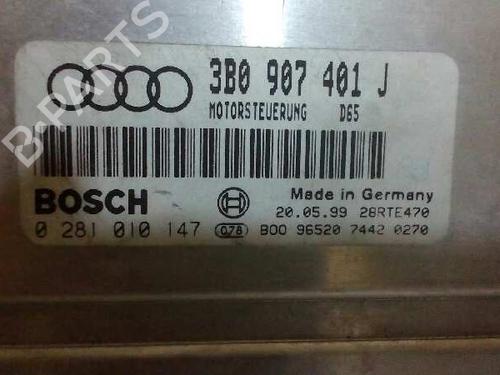 3B0 907 401 J
MOTORSTEUERUNG D65
BOSCH
Made in Germany
20.05.99 28RTE470
0 281 010 147 078 B00 96520 7442 0270
B-PARTS